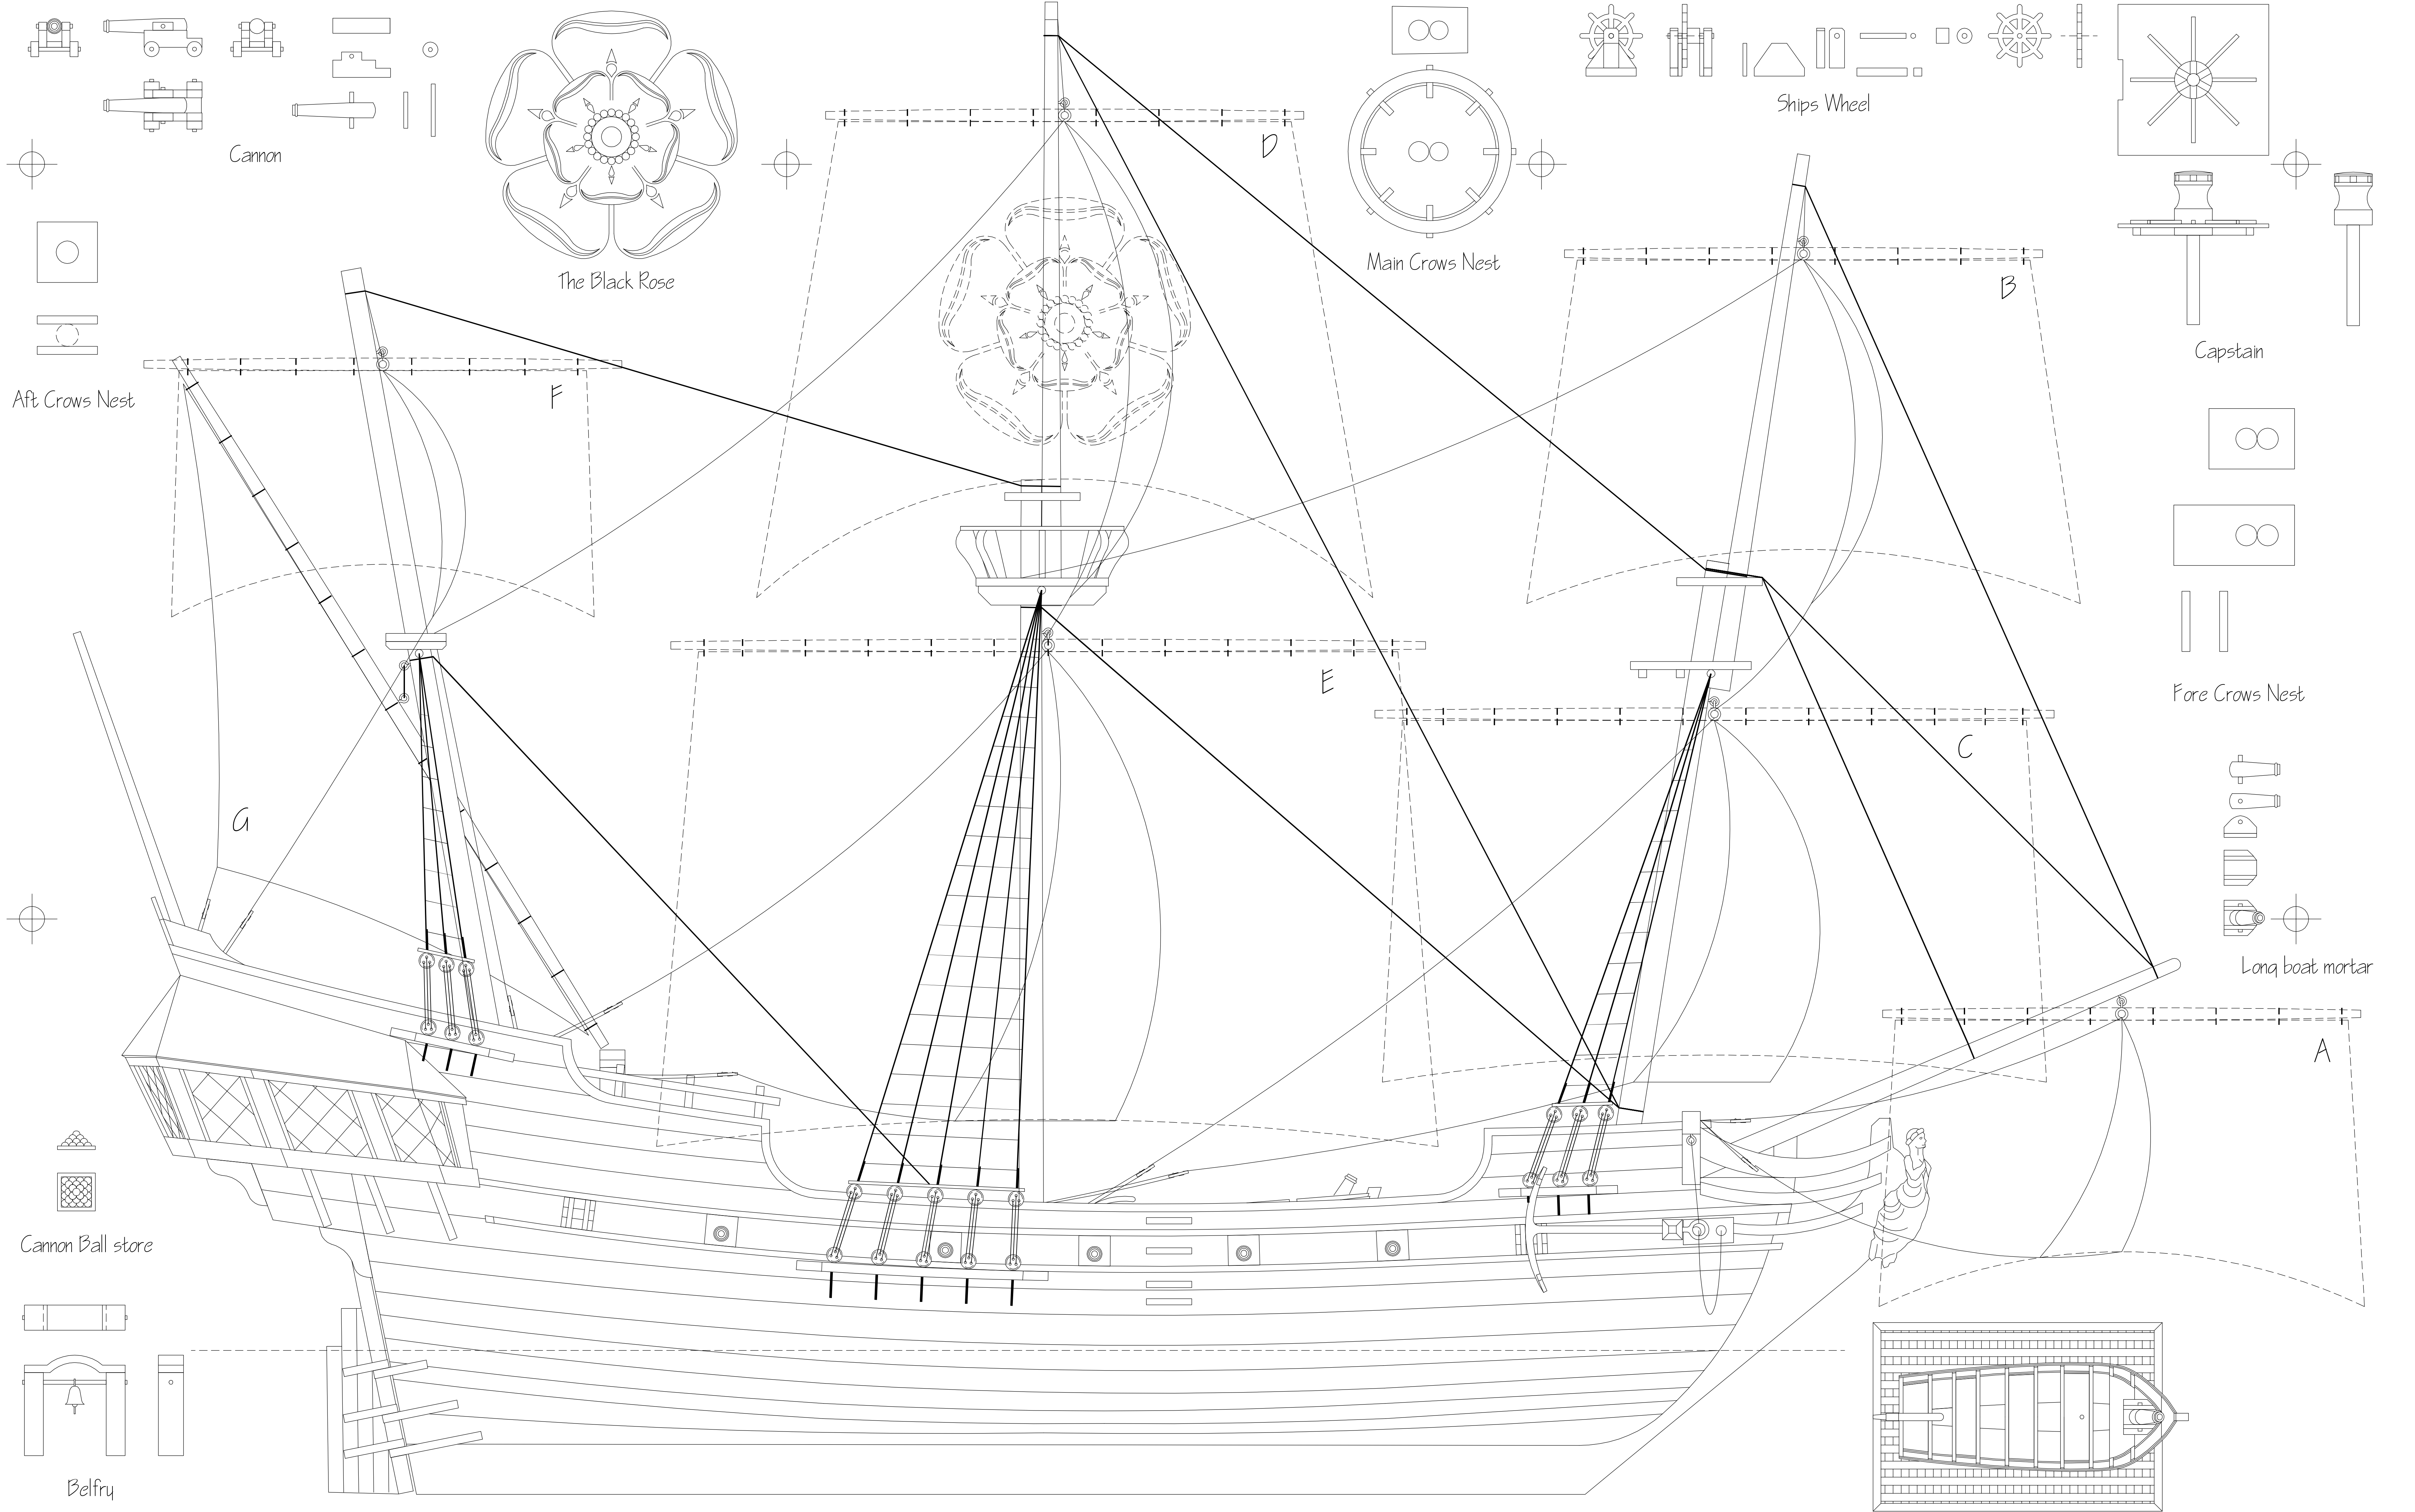 Cannon
The Black Rose
Main Crows Nest
Ships Wheel
D
B
Capstain
Aft Crows Nest
F
E
Fore Crows Nest
C
G
Long boat mortar
A
Cannon Ball store
Belfry